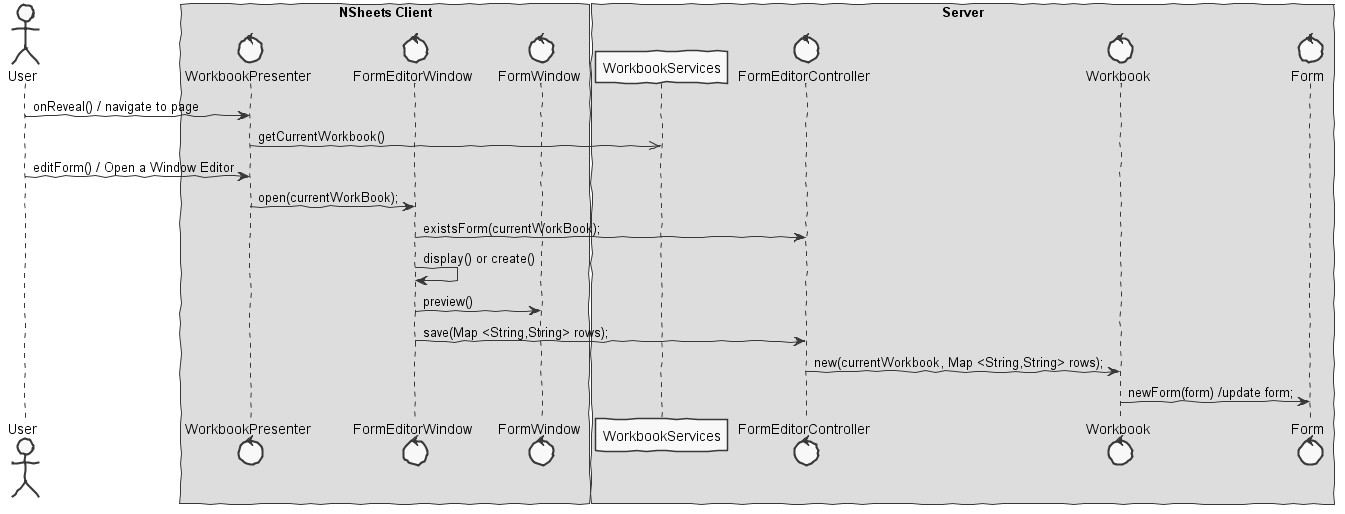 NSheets Client
Server
User
WorkbookPresenter
FormEditorWindow
FormWindow
WorkbookServices
FormEditorController
Workbook
Form
onReveal() / navigate to page
getCurrentWorkbook()
editForm() / Open a Window Editor
open(currentWorkBook);
existsForm(currentWorkBook);
display() or create()
preview()
save(Map <String,String> rows);
new(currentWorkbook, Map <String,String> rows);
newForm(form) /update form;
User
WorkbookPresenter
FormEditorWindow
FormWindow
WorkbookServices
FormEditorController
Workbook
Form